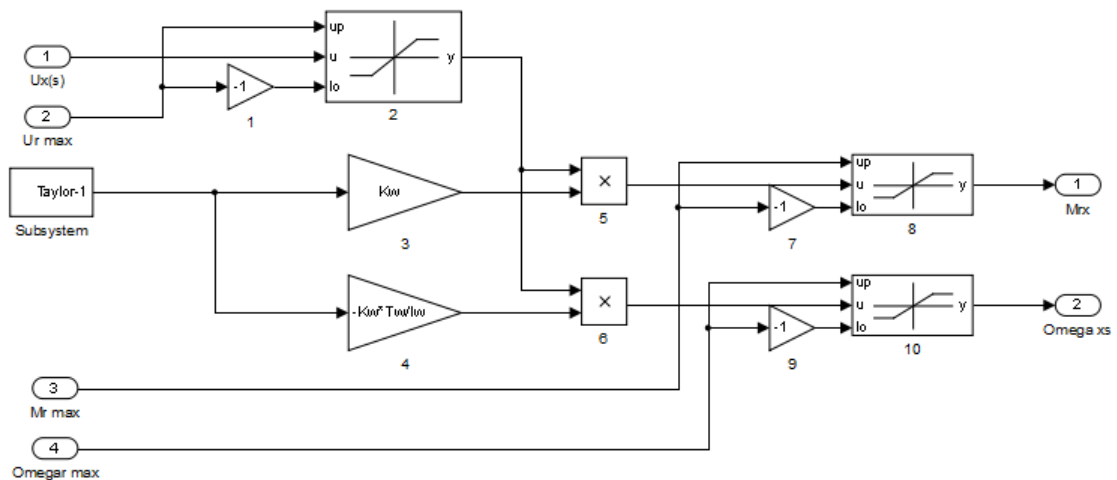 up
1
u
y
Ux(s)
-1
lo
2
1
2
Ur max
Taylor-1
Kw
×
up
u
y
1
Subsystem
3
5
-1
lo
Mrx
7
8
-Kw*Tw/Iw
×
up
u
y
2
4
6
-1
lo
Omega xs
9
10
3
Mr max
4
Omegar max